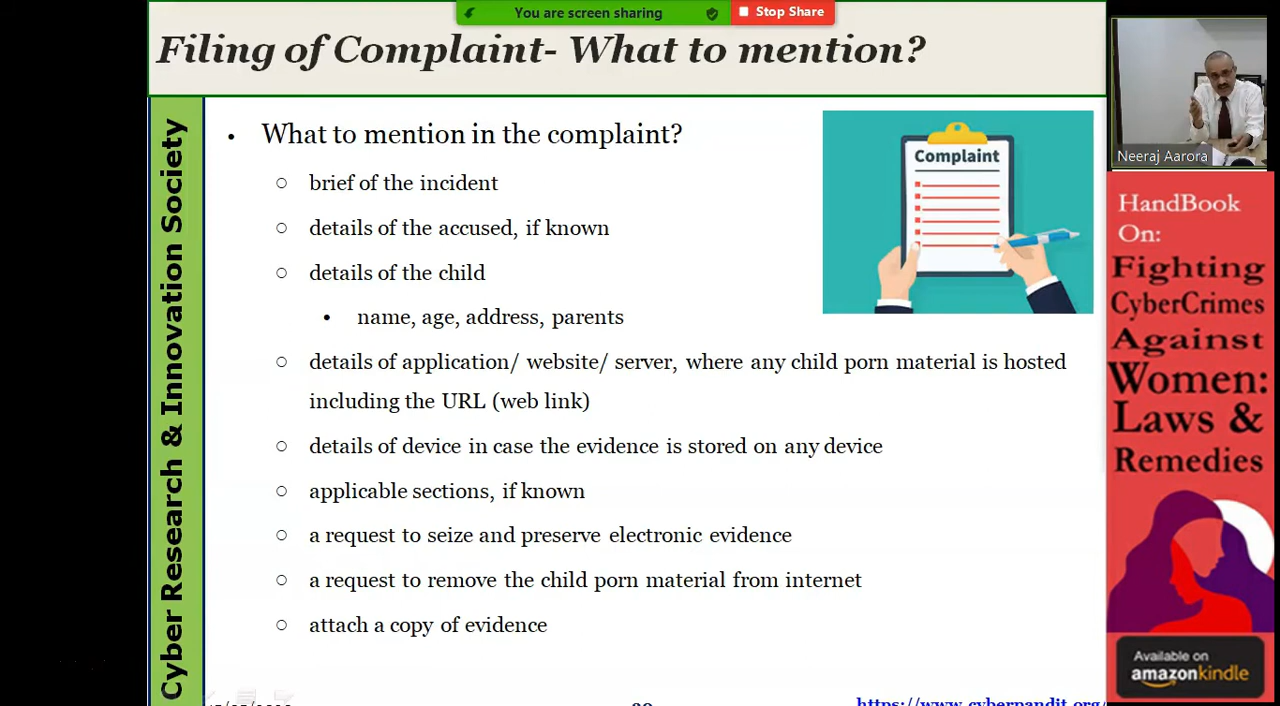 You are screen sharing
Stop Share
Filing of Complaint- What to mention?
Cyber Research & Innovation Society
• What to mention in the complaint?
○ brief of the incident
○ details of the accused, if known
○ details of the child
• name, age, address, parents
○ details of application/ website/ server, where any child porn material is hosted
including the URL (web link)
○ details of device in case the evidence is stored on any device
○ applicable sections, if known
○ a request to seize and preserve electronic evidence
○ a request to remove the child porn material from internet
○ attach a copy of evidence
Complaint
Neeraj Aarora
HandBook
On:
Fighting
CyberCrimes
Against
Women:
Laws &
Remedies
Available on
amazonkindle
https://www.cyberpandit.org/